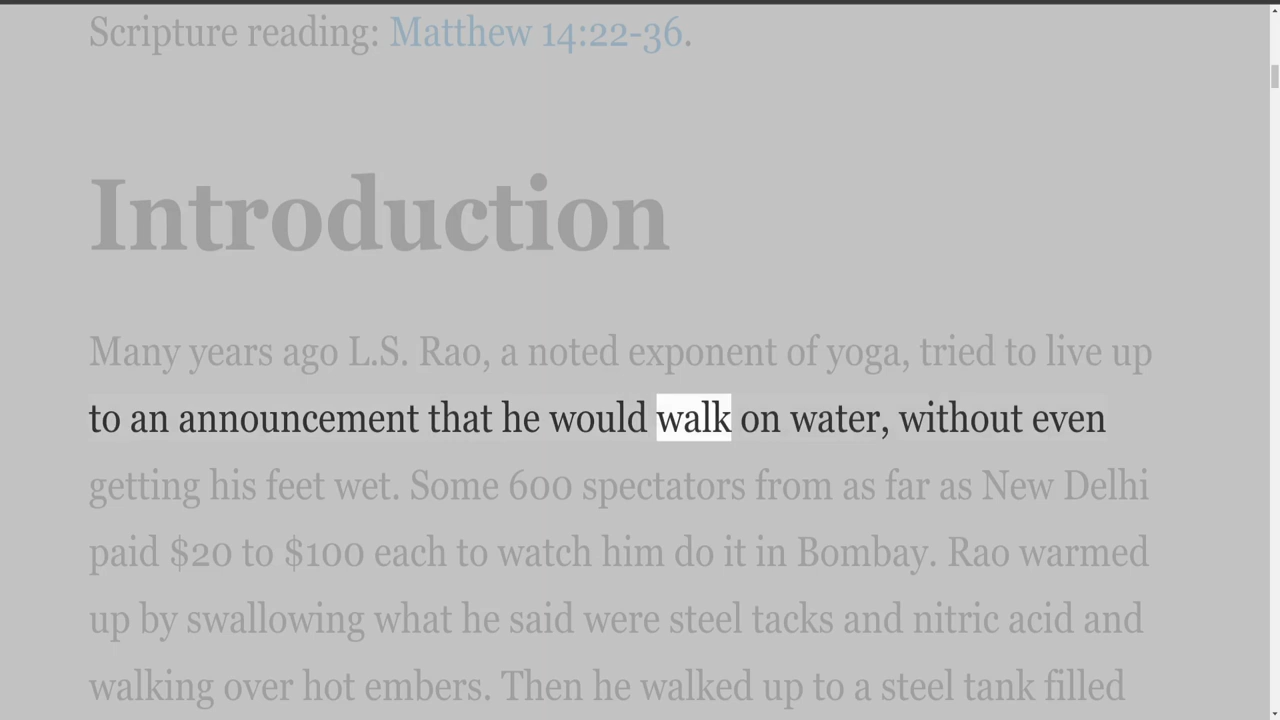 Scripture reading: Matthew 14:22-36.
Introduction
Many years ago L.S. Rao, a noted exponent of yoga, tried to live up
to an announcement that he would walk on water, without even
getting his feet wet. Some 600 spectators from as far as New Delhi
paid $20 to $100 each to watch him do it in Bombay. Rao warmed
up by swallowing what he said were steel tacks and nitric acid and
walking over hot embers. Then he walked up to a steel tank filled